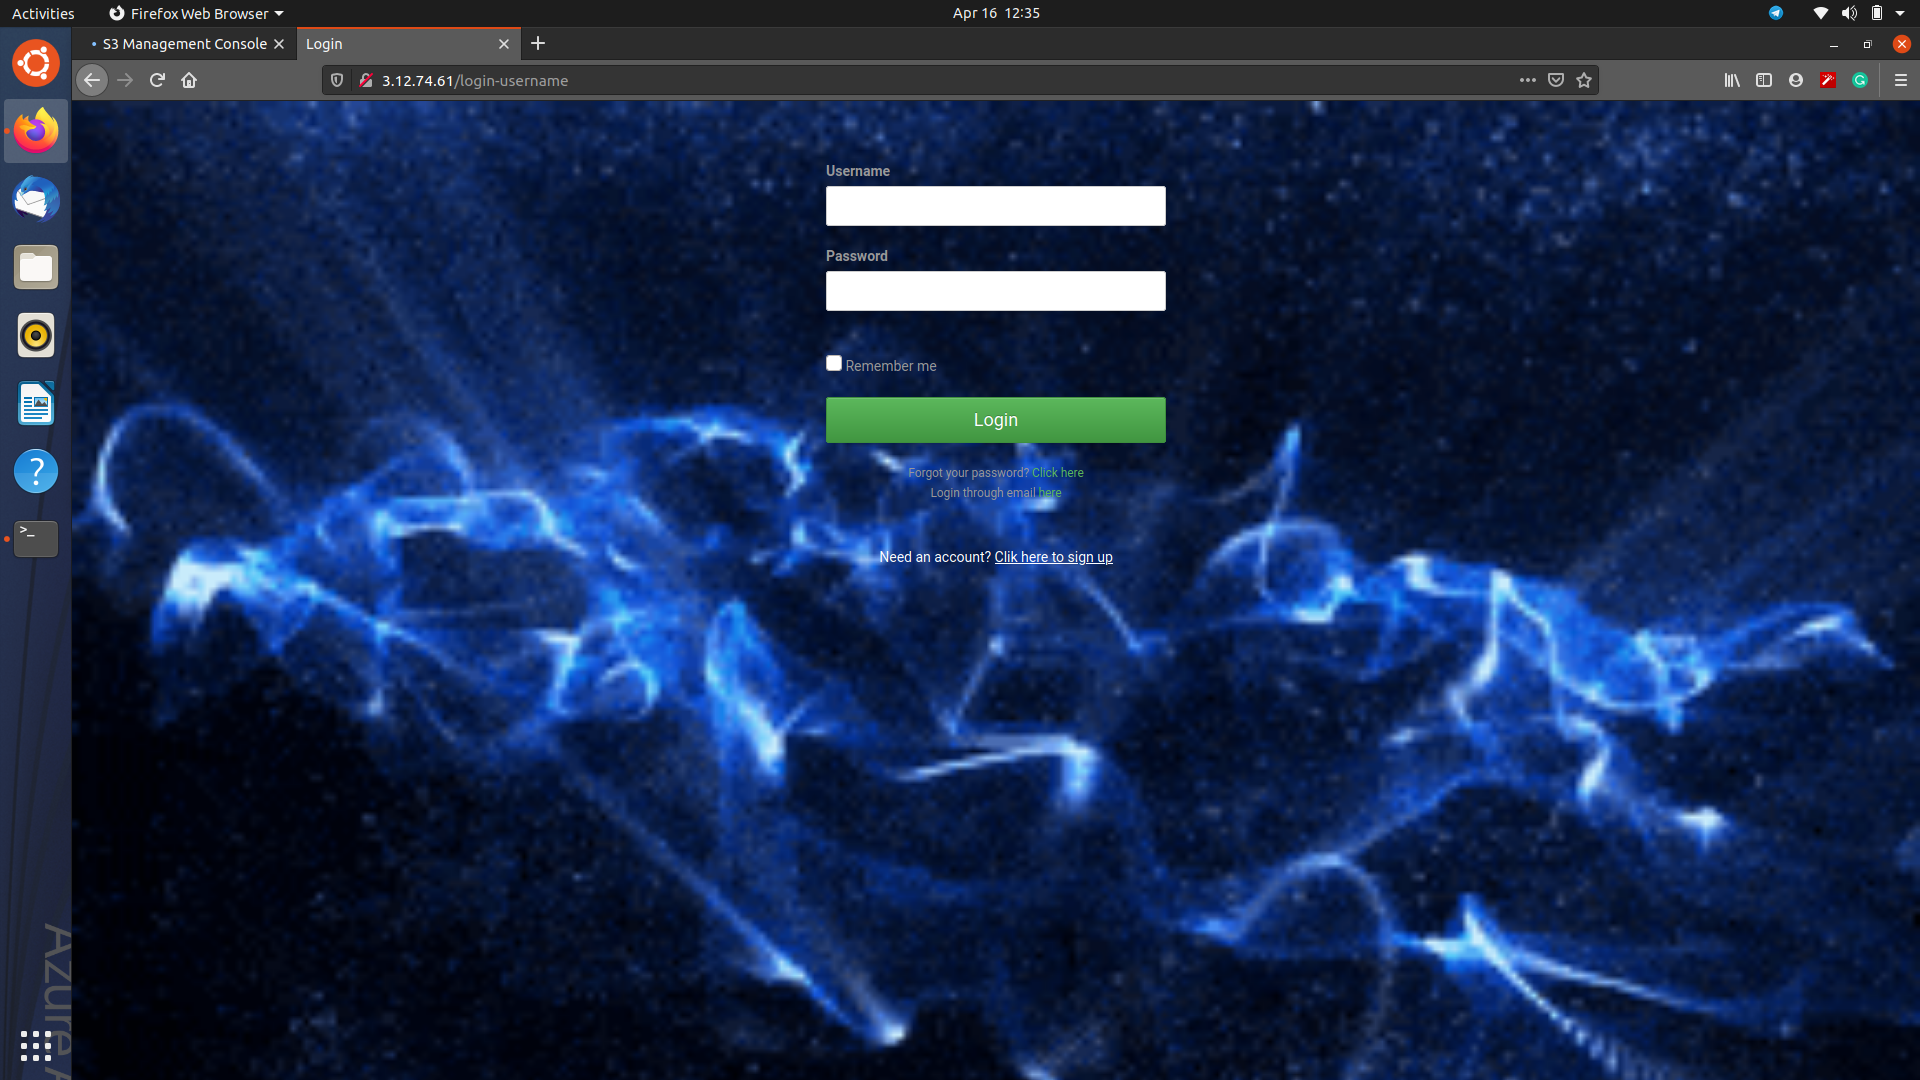 Activities
Firefox Web Browser
Apr 16 12:35
S3 Management Console
Login
3.12.74.61/login-username
Username
Password
Remember me
Login
Forgot your password? Click here
Login through email here
Need an account? Clik here to sign up
>_
?
Azure